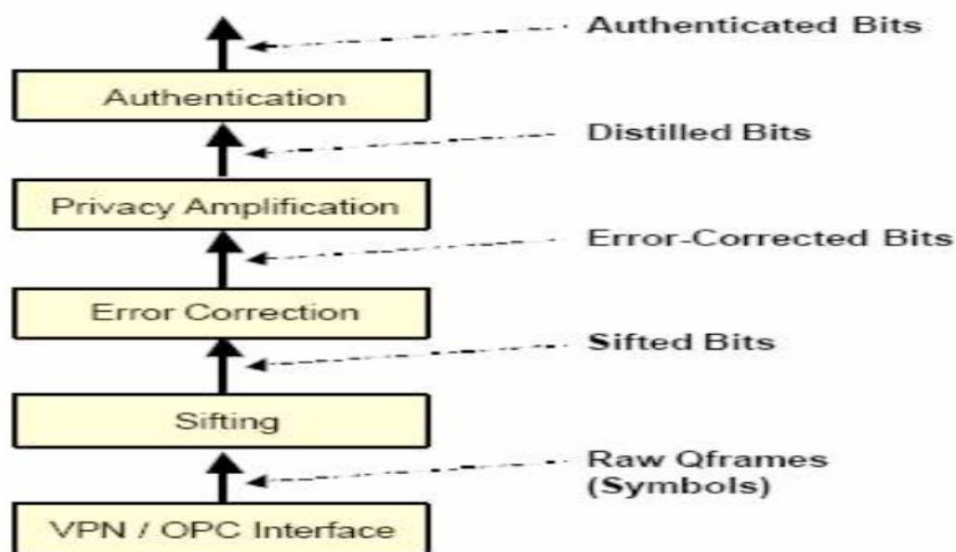 Authenticated Bits
Authentication
Distilled Bits
Privacy Amplification
Error-Corrected Bits
Error Correction
Sifted Bits
Sifting
Raw Qframes
(Symbols)
VPN / OPC Interface